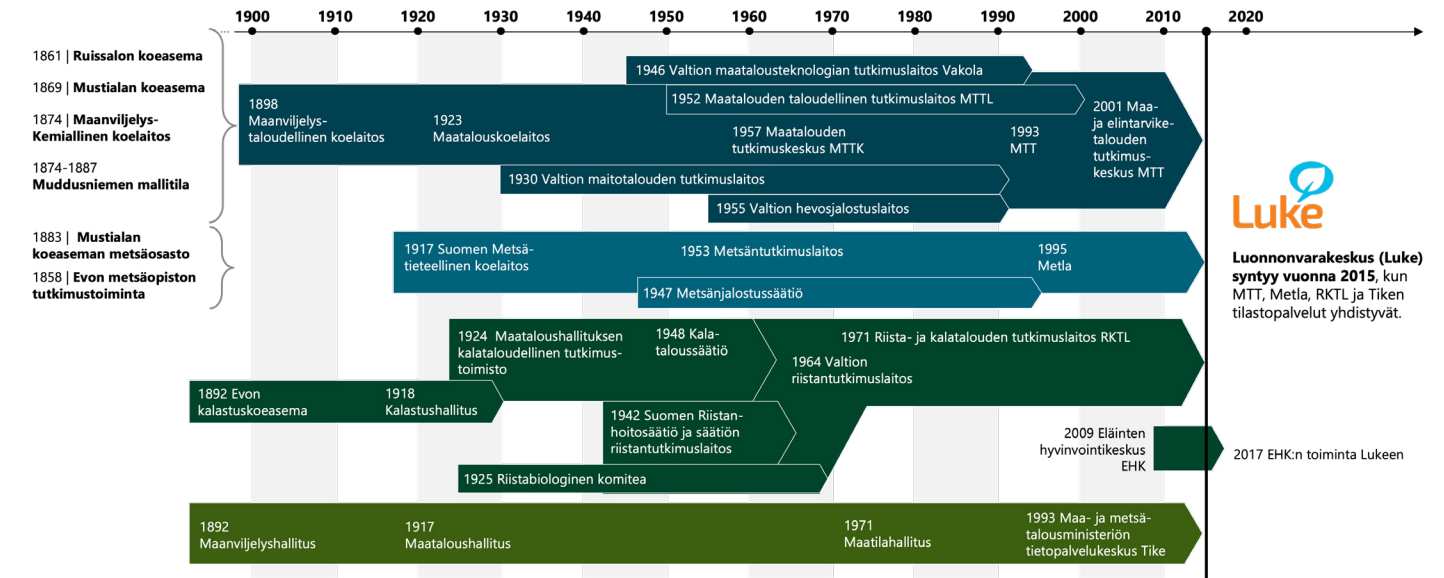 1900 1910 1920 1930 1940 1950 1960 1970 1980 1990 2000 2010 2020
1861 | Ruissalon koeasema
1869 | Mustialan koeasema
1874 | Maanviljelys-
Kemiallinen koelaitos
1874-1887
Muddusniemen mallitila
1883 | Mustialan
koeaseman metsäosasto
1858 | Evon metsäopiston
tutkimustoiminta
1946 Valtion maatalousteknologian tutkimuslaitos Vakola
1952 Maatalouden taloudellinen tutkimuslaitos MTTL
1898
Maanviljelys-
taloudellinen koelaitos
1923
Maatalouskoelaitos
1957 Maatalouden
tutkimuskeskus MTTK
1993
MTT
2001 Maa-
ja elintarvike-
talouden
tutkimus-
keskus MTT
1930 Valtion maitotalouden tutkimuslaitos
1955 Valtion hevosjalostuslaitos
1917 Suomen Metsä-
tieteellinen koelaitos
1953 Metsäntutkimuslaitos
1995
Metla
1947 Metsänjalostussäätiö
1924 Maataloushallituksen
kalataloudellinen tutkimus-
toimisto
1948 Kala-
taloussäätiö
1971 Riista- ja kalatalouden tutkimuslaitos RKTL
1964 Valtion
riistantutkimuslaitos
1892 Evon
kalastuskoeasema
1918
Kalastushallitus
1942 Suomen Riistan-
hoitosäätiö ja säätiön
riistantutkimuslaitos
1925 Riistabiologinen komitea
2009 Eläinten
hyvinvointikeskus
EHK
2017 EHK:n toiminta Lukeen
1892
Maanviljelyshallitus
1917
Maataloushallitus
1971
Maatilahallitus
1993 Maa- ja metsä-
talousministeriön
tietopalvelukeskus Tike
Luke
Luonnonvarakeskus (Luke)
syntyy vuonna 2015, kun
MTT, Metla, RKTL ja Tiken
tilastopalvelut yhdistyvät.